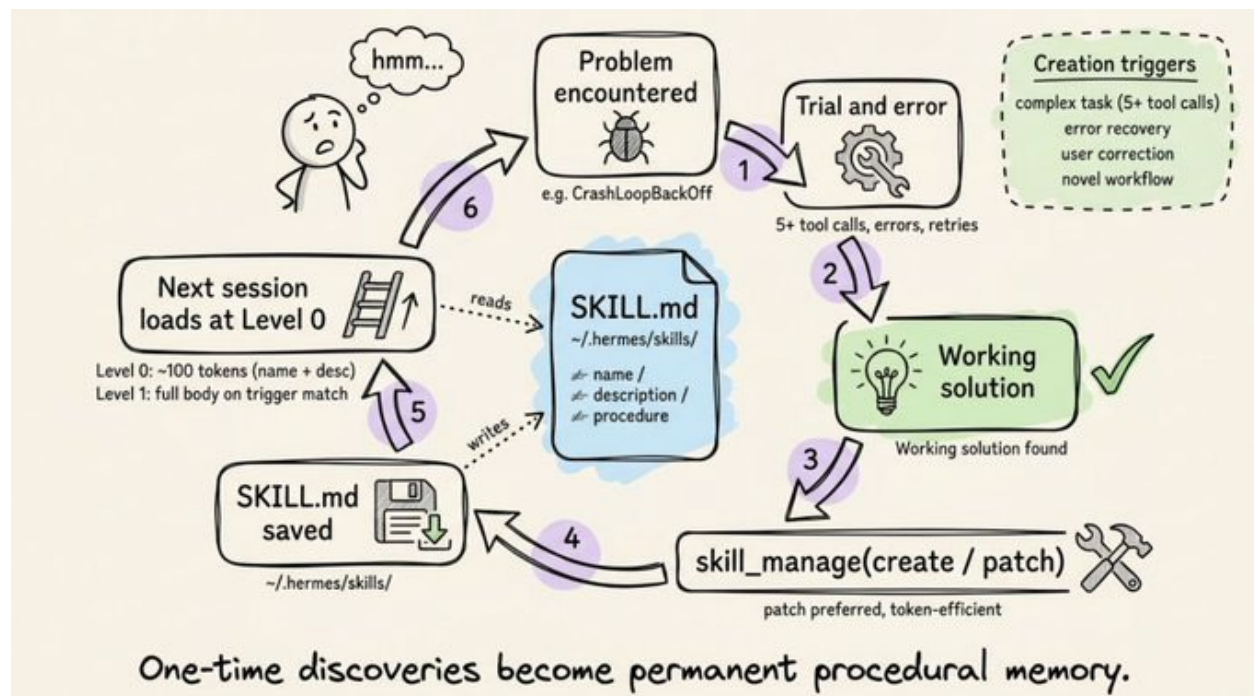 hmm...
Problem
encountered
e.g. CrashLoopBackOff
1
Trial and error
5+ tool calls, errors, retries
Creation triggers
complex task (5+ tool calls)
error recovery
user correction
novel workflow
2
Working
solution
Working solution found
3
skill_manage(create / patch)
patch preferred, token-efficient
4
SKILL.md
saved
~/.hermes/skills/
writes
5
Next session
loads at Level 0
Level 0: ~100 tokens (name + desc)
Level 1: full body on trigger match
reads
6
SKILL.md
~/.hermes/skills/
name /
description /
procedure
One-time discoveries become permanent procedural memory.